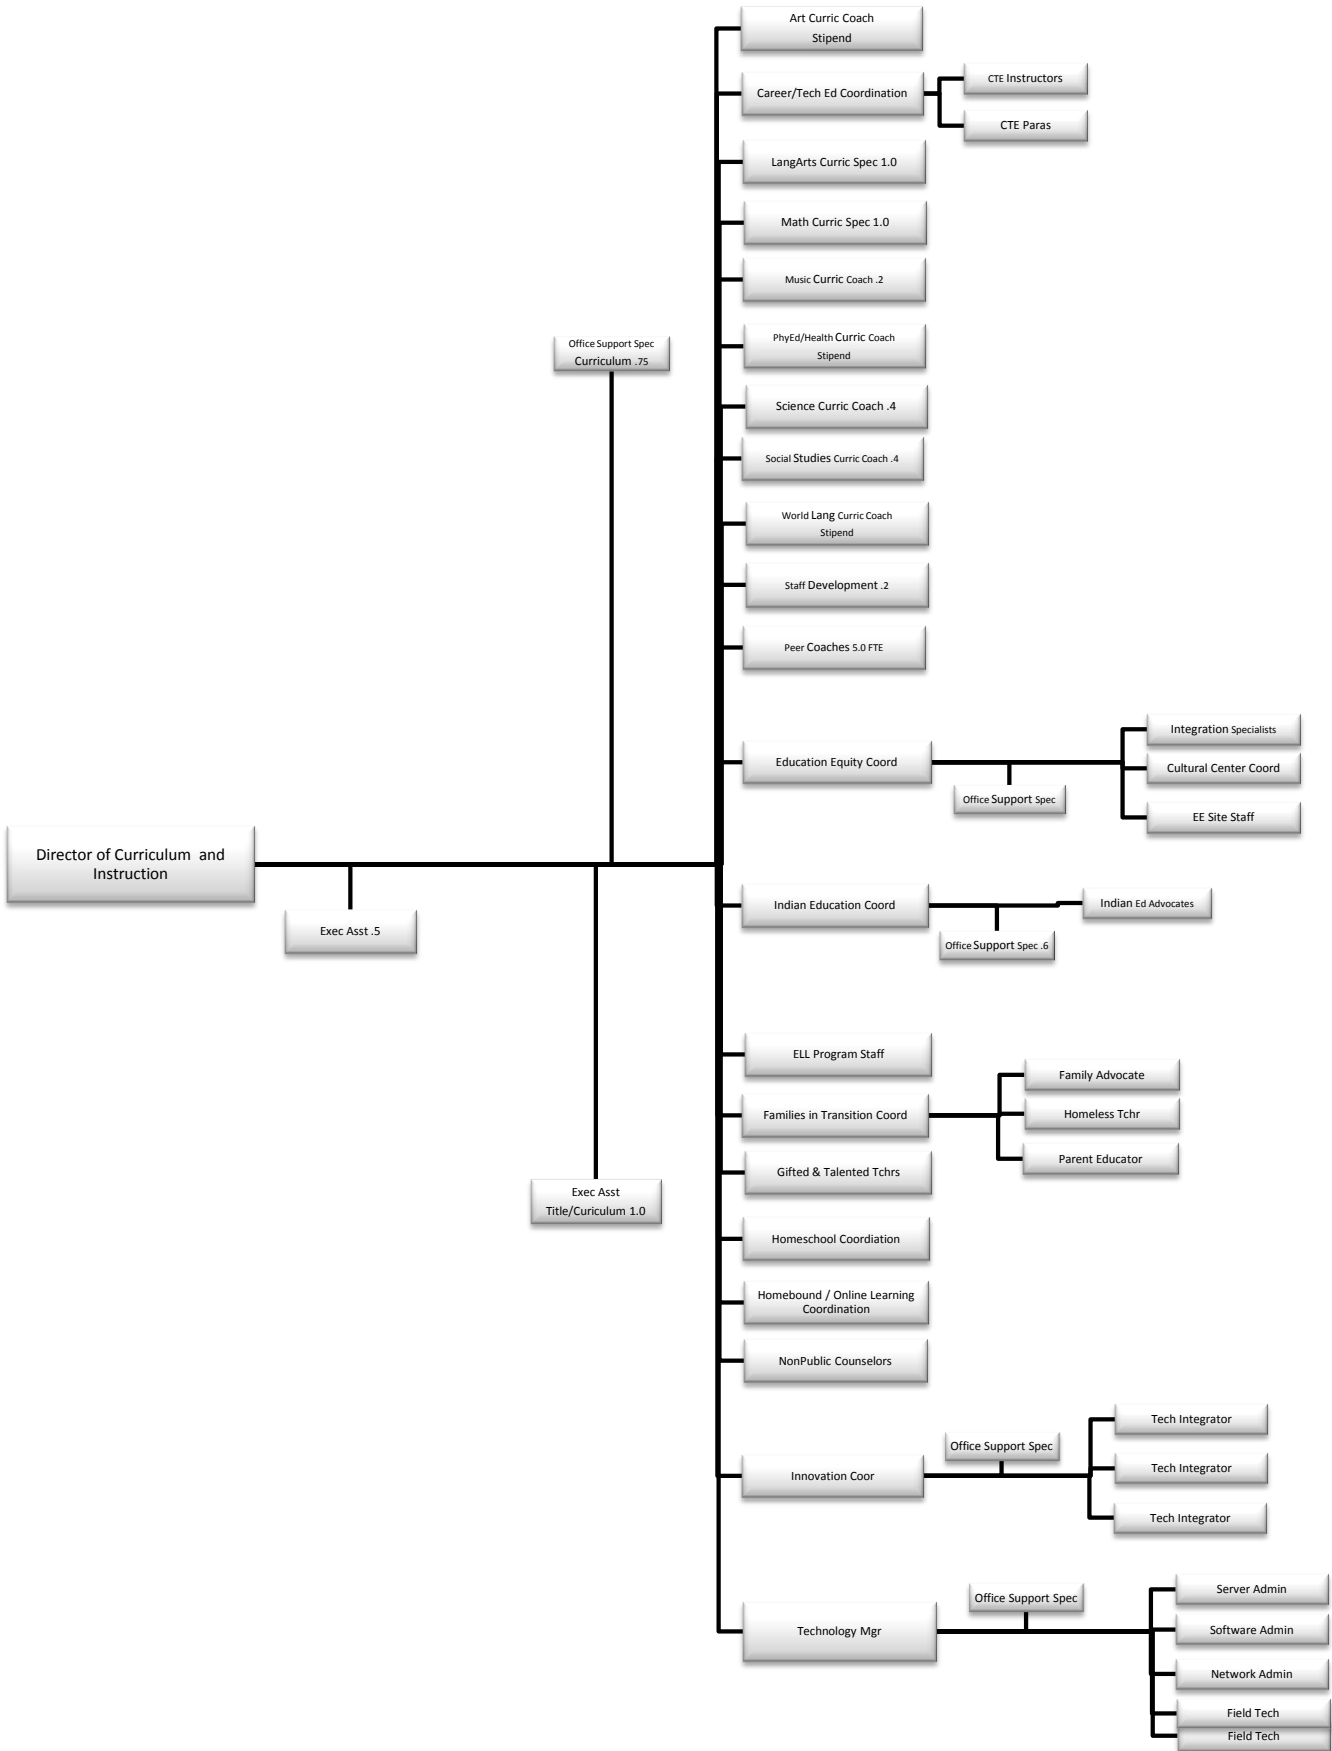 Art Curric Coach
Stipend
Career/Tech Ed Coordination
CTE Instructors
CTE Paras
LangArts Curric Spec 1.0
Math Curric Spec 1.0
Music Curric Coach .2
Office Support Spec
Curriculum .75
PhyEd/Health Curric Coach
Stipend
Science Curric Coach .4
Social Studies Curric Coach .4
World Lang Curric Coach
Stipend
Staff Development .2
Peer Coaches 5.0 FTE
Education Equity Coord
Office Support Spec
Integration Specialists
Cultural Center Coord
EE Site Staff
Director of Curriculum and
Instruction
Exec Asst .5
Indian Education Coord
Office Support Spec .6
Indian Ed Advocates
ELL Program Staff
Families in Transition Coord
Family Advocate
Homeless Tchr
Parent Educator
Gifted & Talented Tchrs
Exec Asst
Title/Curiculum 1.0
Homeschool Coordiation
Homebound / Online Learning
Coordination
NonPublic Counselors
Innovation Coor
Office Support Spec
Tech Integrator
Tech Integrator
Tech Integrator
Technology Mgr
Office Support Spec
Server Admin
Software Admin
Network Admin
Field Tech
Field Tech